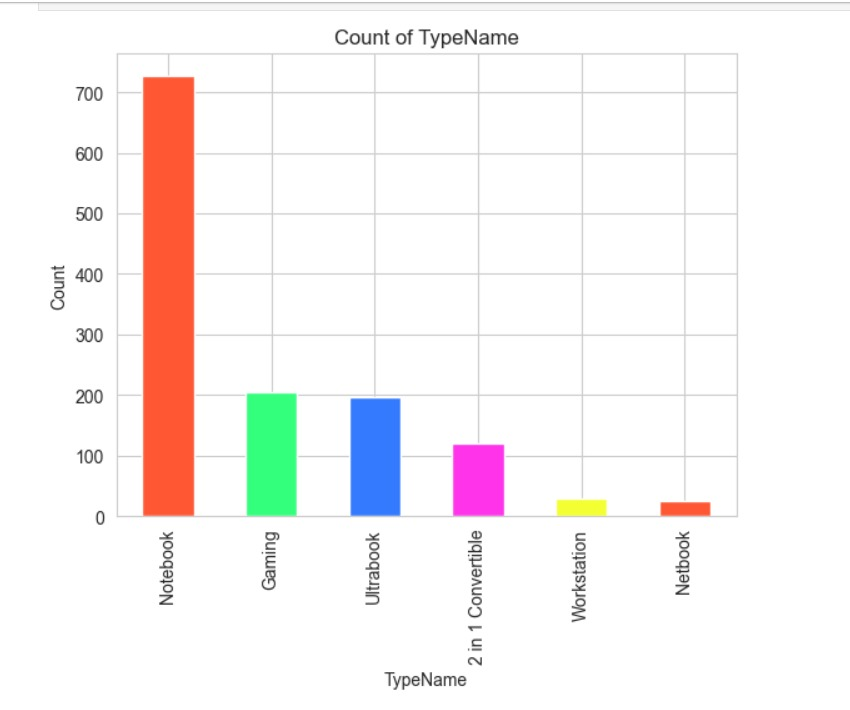 Count of TypeName
700
600
500
400
300
200
100
0
Count
Notebook
Gaming
Ultrabook
2 in 1 Convertible
Workstation
Netbook
TypeName